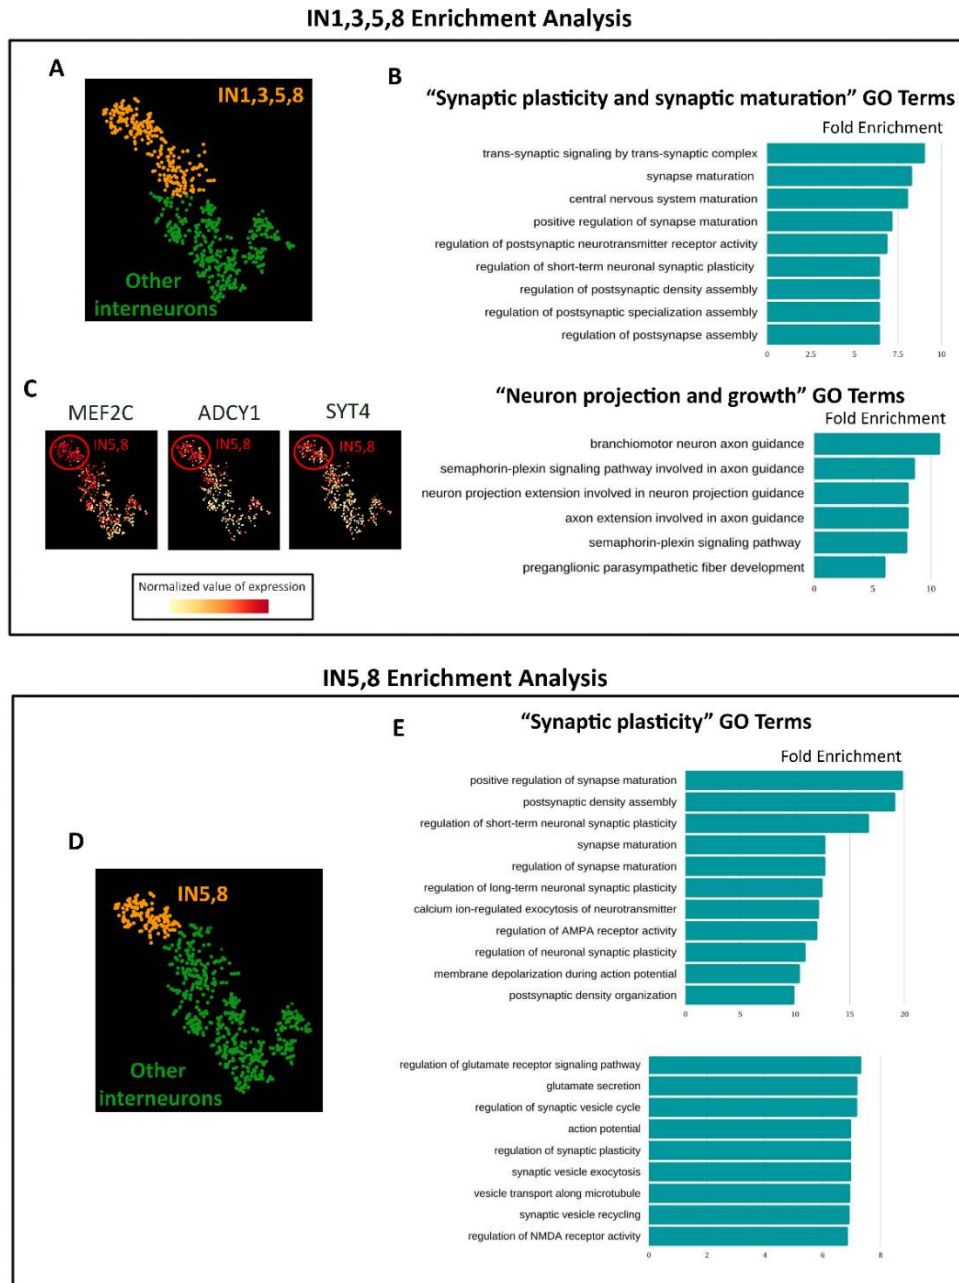 IN1,3,5,8 Enrichment Analysis
A
IN1,3,5,8
Other
interneurons
B
“Synaptic plasticity and synaptic maturation” GO Terms
Fold Enrichment
trans-synaptic signaling by trans-synaptic complex
synapse maturation
central nervous system maturation
positive regulation of synapse maturation
regulation of postsynaptic neurotransmitter receptor activity
regulation of short-term neuronal synaptic plasticity
regulation of postsynaptic density assembly
regulation of postsynaptic specialization assembly
regulation of postsynapse assembly
0 2.5 5 7.5 10
C
MEF2C ADCY1 SYT4
IN5,8 IN5,8 IN5,8
Normalized value of expression
“Neuron projection and growth” GO Terms
Fold Enrichment
branchiomotor neuron axon guidance
semaphorin-plexin signaling pathway involved in axon guidance
neuron projection extension involved in neuron projection guidance
axon extension involved in axon guidance
semaphorin-plexin signaling pathway
preganglionic parasympathetic fiber development
0 5 10
IN5,8 Enrichment Analysis
D
IN5,8
Other
interneurons
E
“Synaptic plasticity” GO Terms
Fold Enrichment
positive regulation of synapse maturation
postsynaptic density assembly
regulation of short-term neuronal synaptic plasticity
synapse maturation
regulation of synapse maturation
regulation of long-term neuronal synaptic plasticity
calcium ion-regulated exocytosis of neurotransmitter
regulation of AMPA receptor activity
regulation of neuronal synaptic plasticity
membrane depolarization during action potential
postsynaptic density organization
0 5 10 15 20
regulation of glutamate receptor signaling pathway
glutamate secretion
regulation of synaptic vesicle cycle
action potential
regulation of synaptic plasticity
synaptic vesicle exocytosis
vesicle transport along microtubule
synaptic vesicle recycling
regulation of NMDA receptor activity
0 2 4 6 8